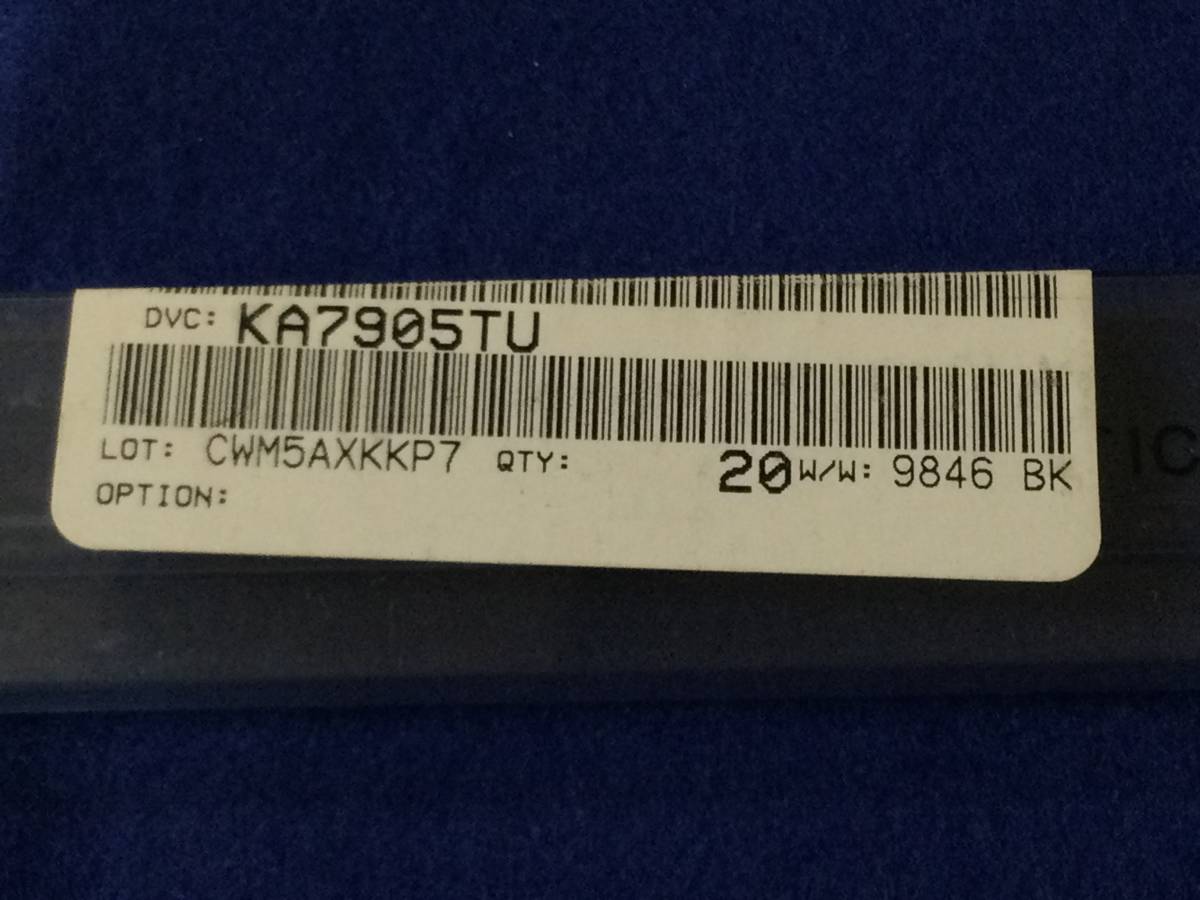 DVC: KA7905TU
LOT: CWM5AXKKP7 QTY: 20 W/W: 9846 BK
OPTION: